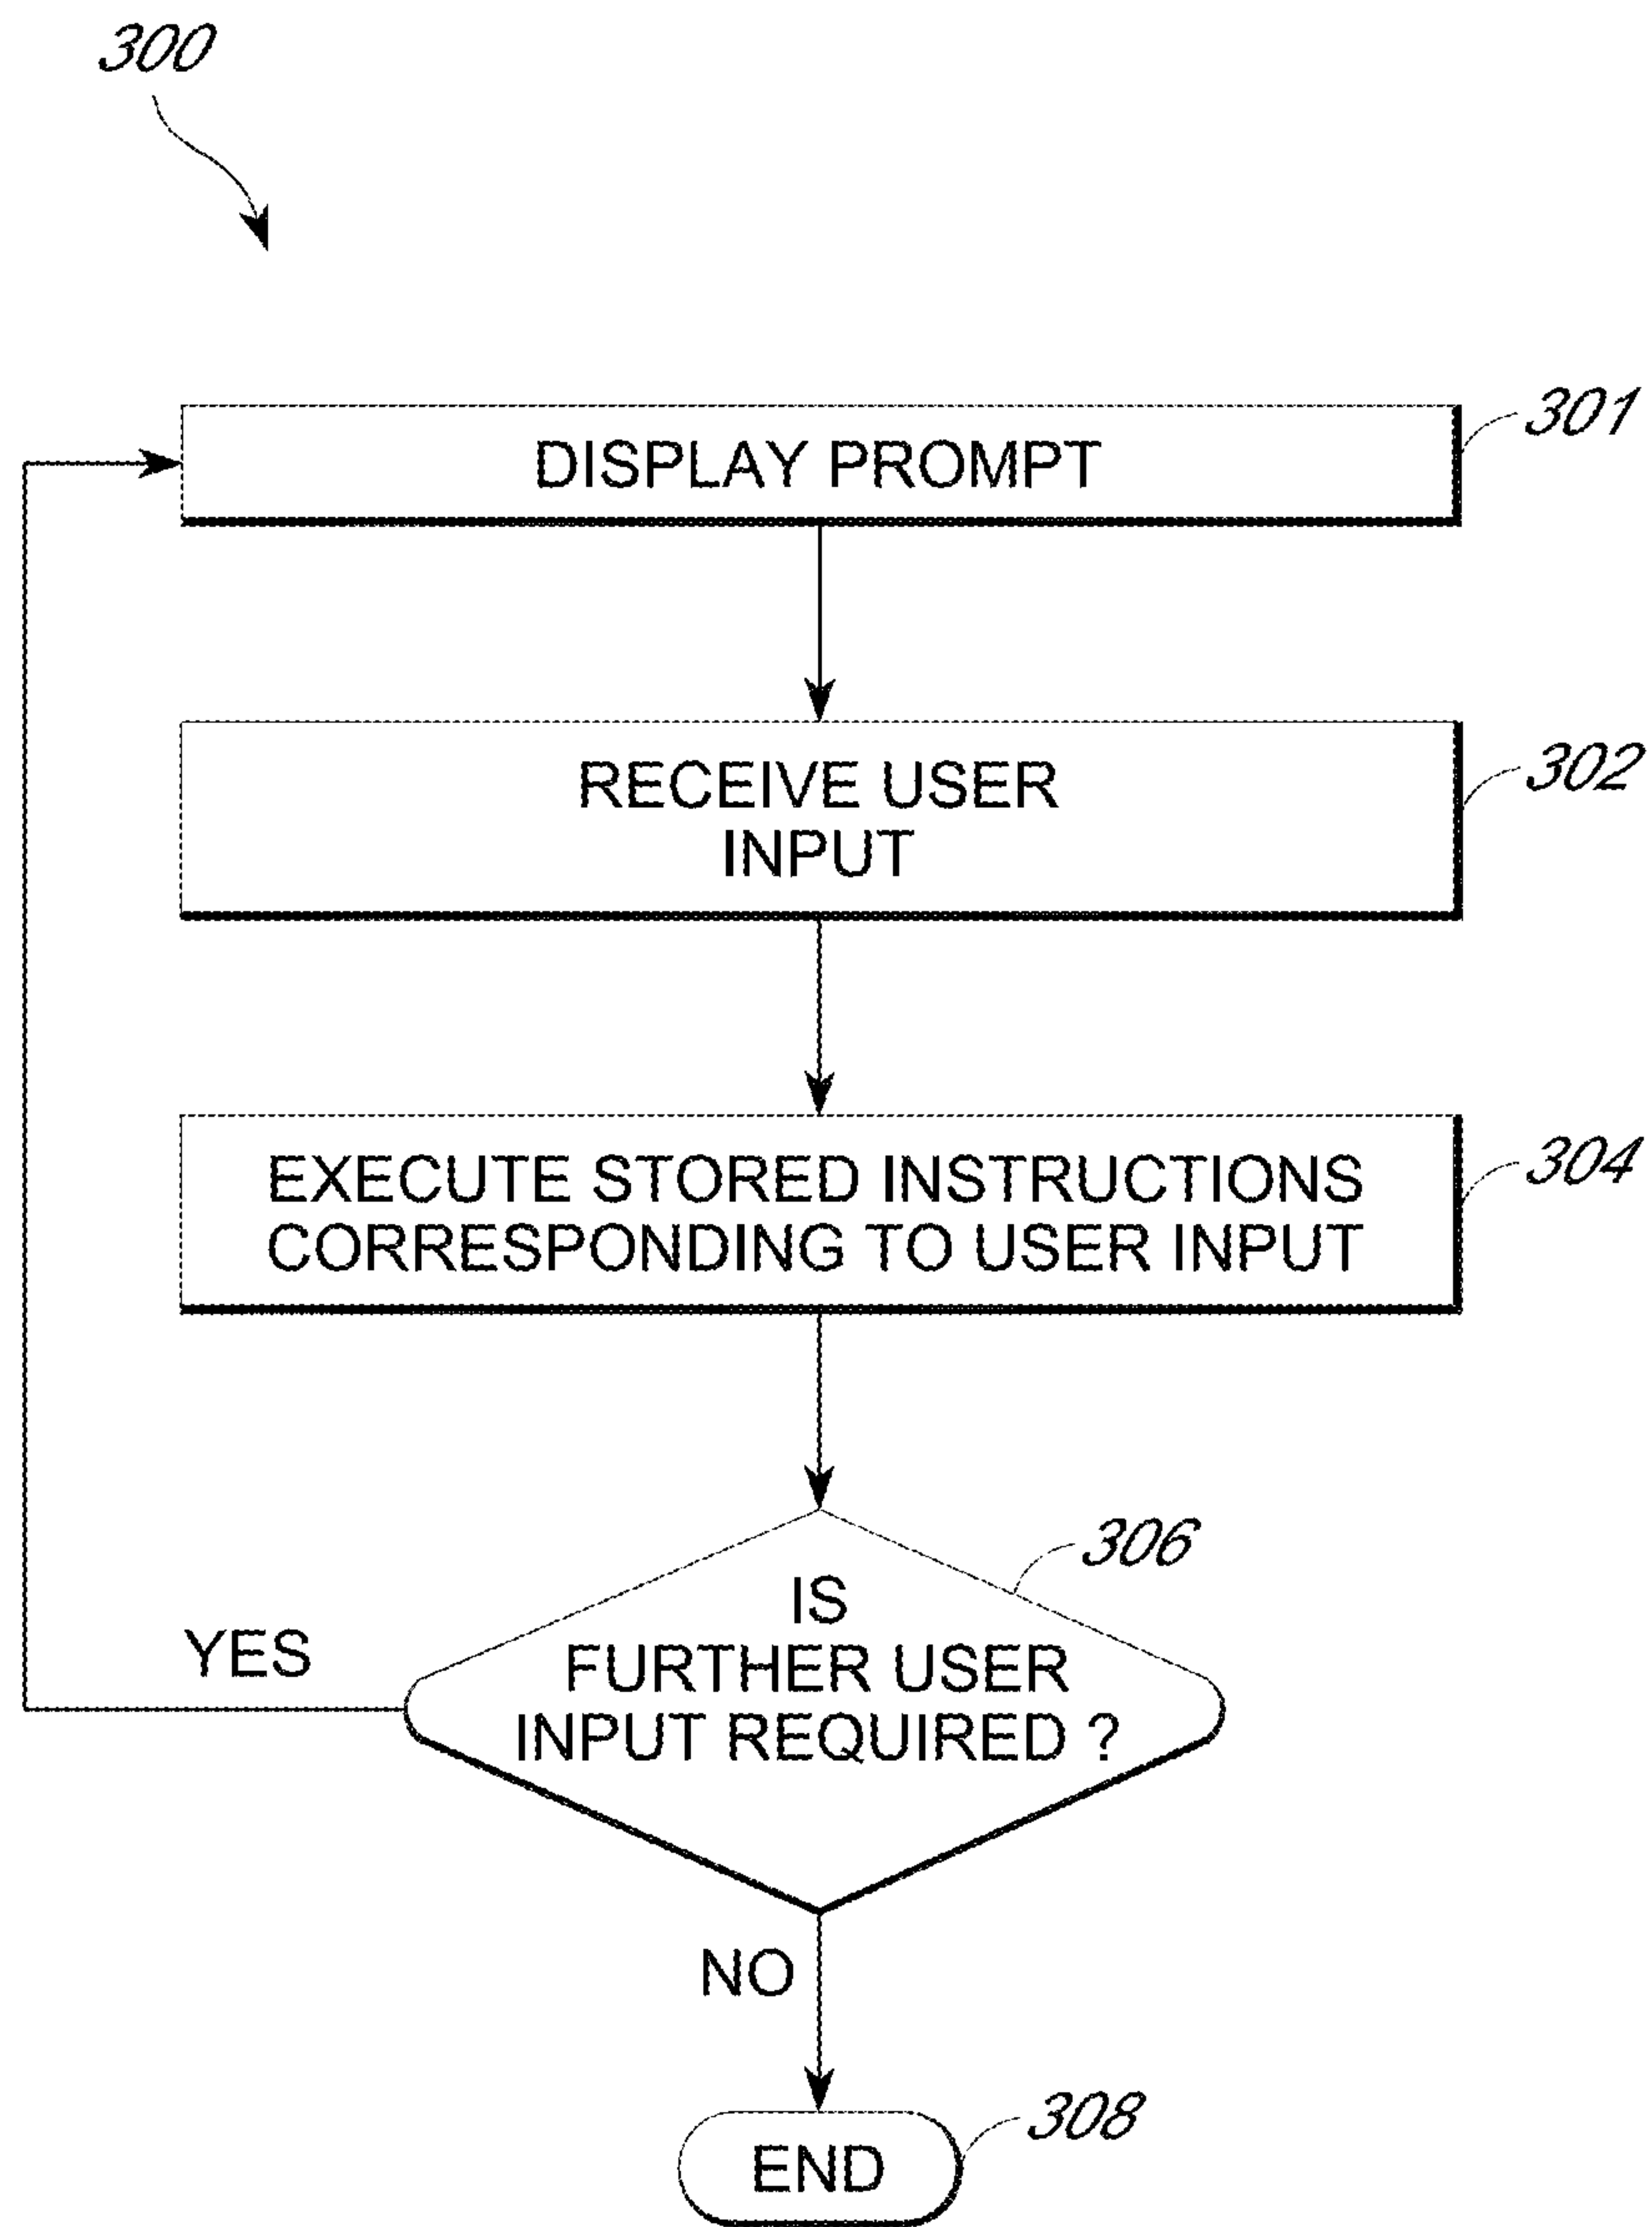 300
DISPLAY PROMPT
301
RECEIVE USER
INPUT
302
EXECUTE STORED INSTRUCTIONS
CORRESPONDING TO USER INPUT
304
IS
FURTHER USER
INPUT REQUIRED ?
306
YES
NO
END
308